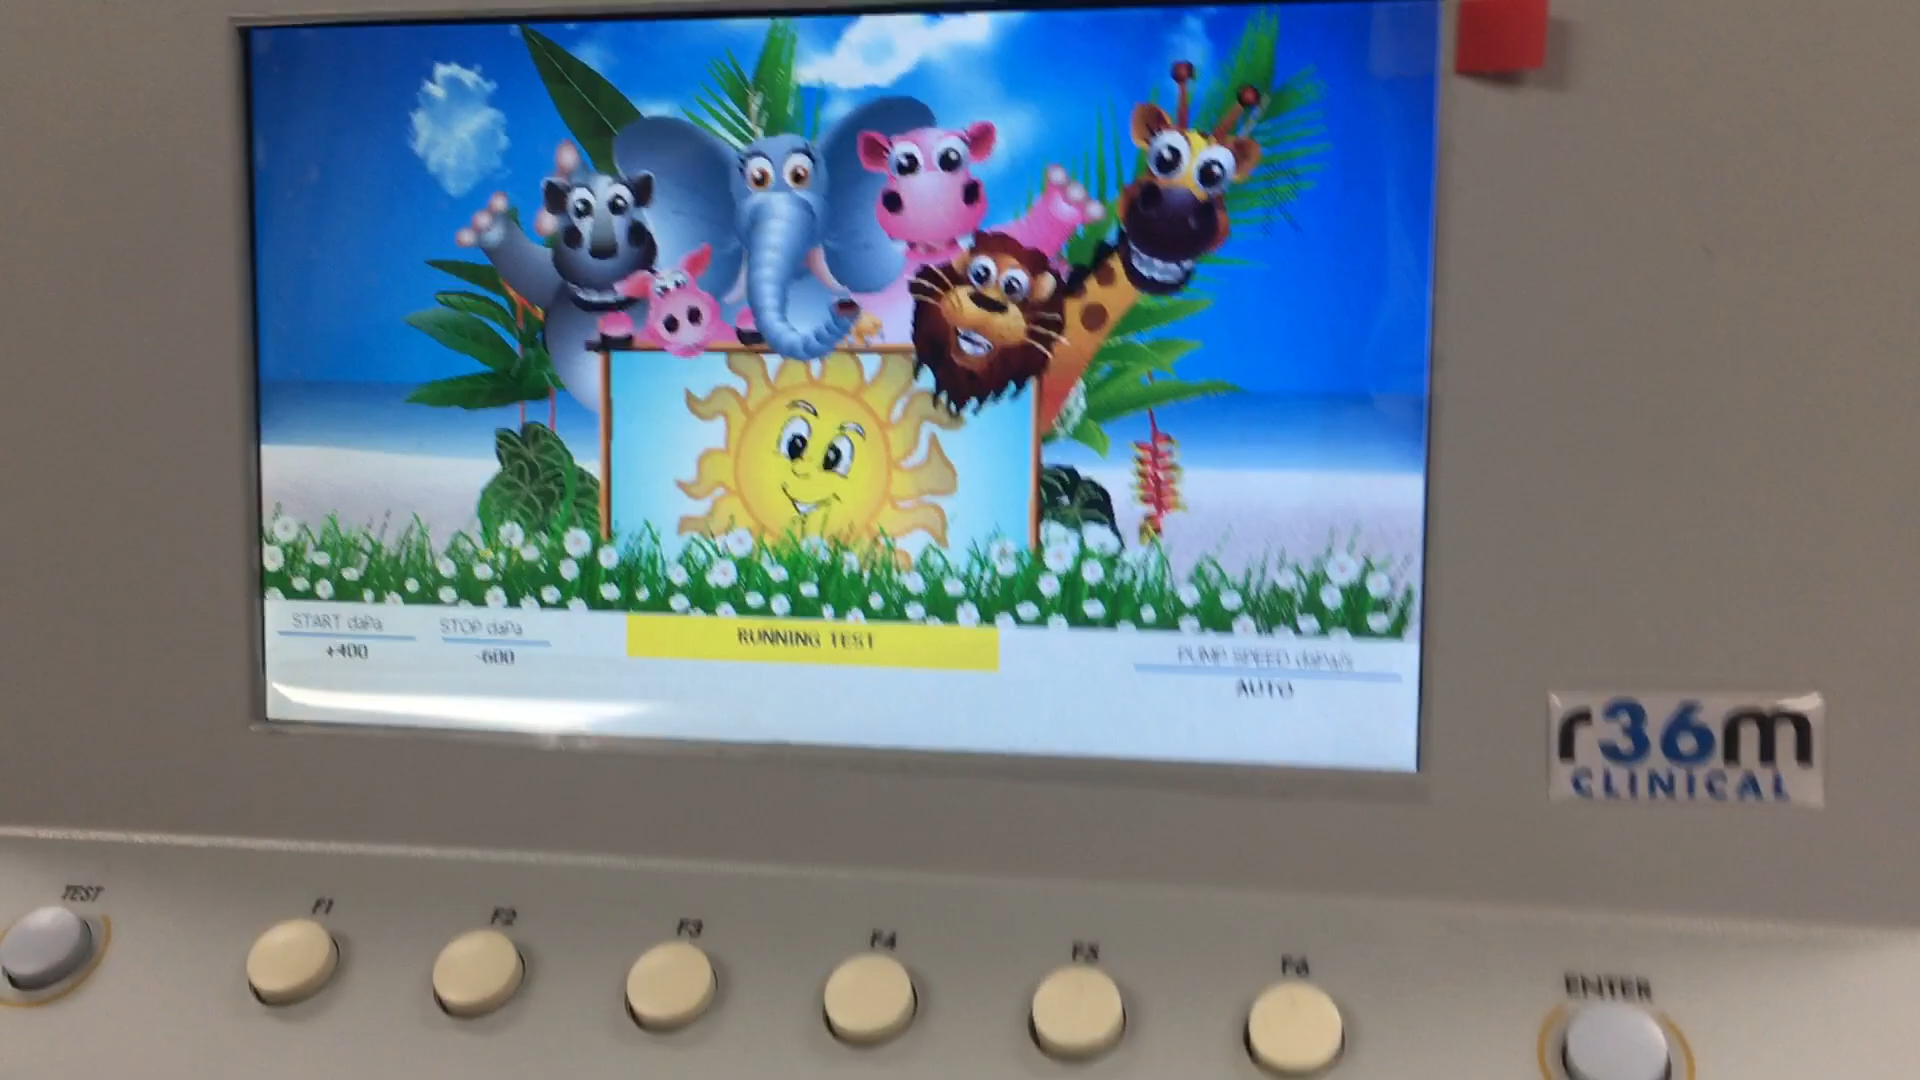 START daPa
+400
STOP daPa
-600
RUNNING TEST
PUMP SPEED daPa/s
AUTO
r36m
CLINICAL
TEST
F1
F2
F3
F4
F5
F6
ENTER